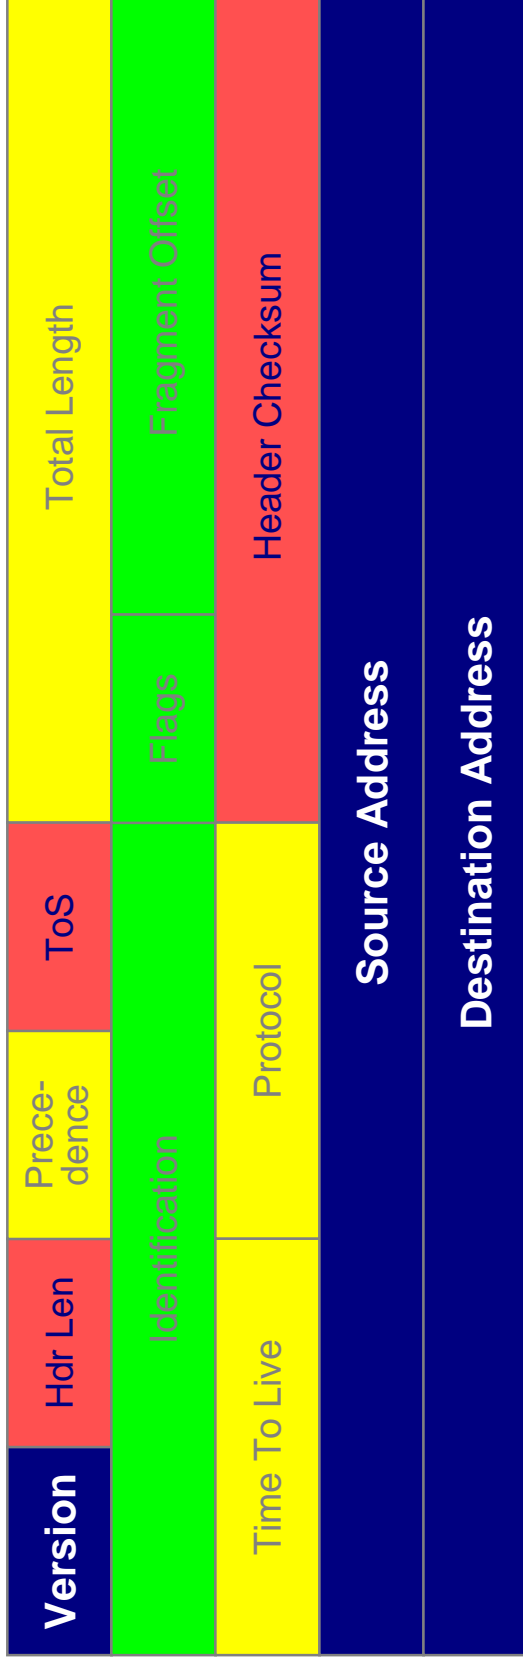 Version
Hdr Len
Prece-
dence
ToS
Total Length
Identification
Flags
Fragment Offset
Time To Live
Protocol
Header Checksum
Source Address
Destination Address